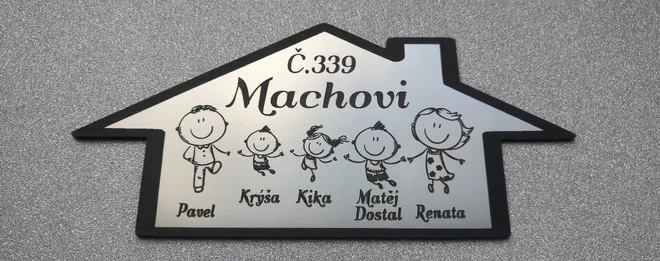 Č.339
Machovi
Pavel
Krýša
Kika
Matěj
Dostal
Renata